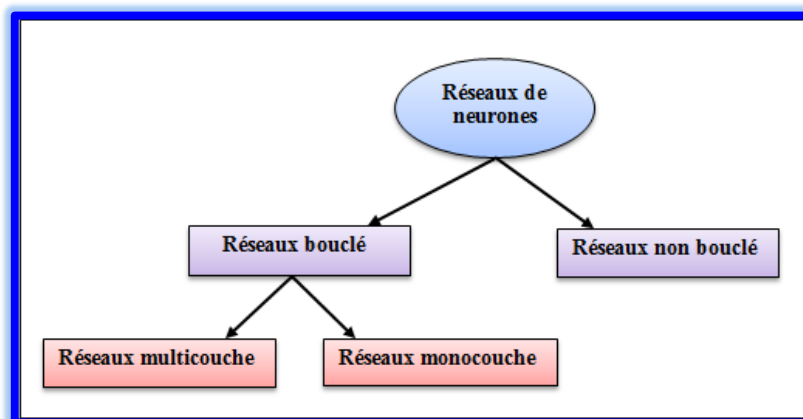 Réseaux de
neurones
Réseaux bouclé
Réseaux non bouclé
Réseaux multicouche
Réseaux monocouche